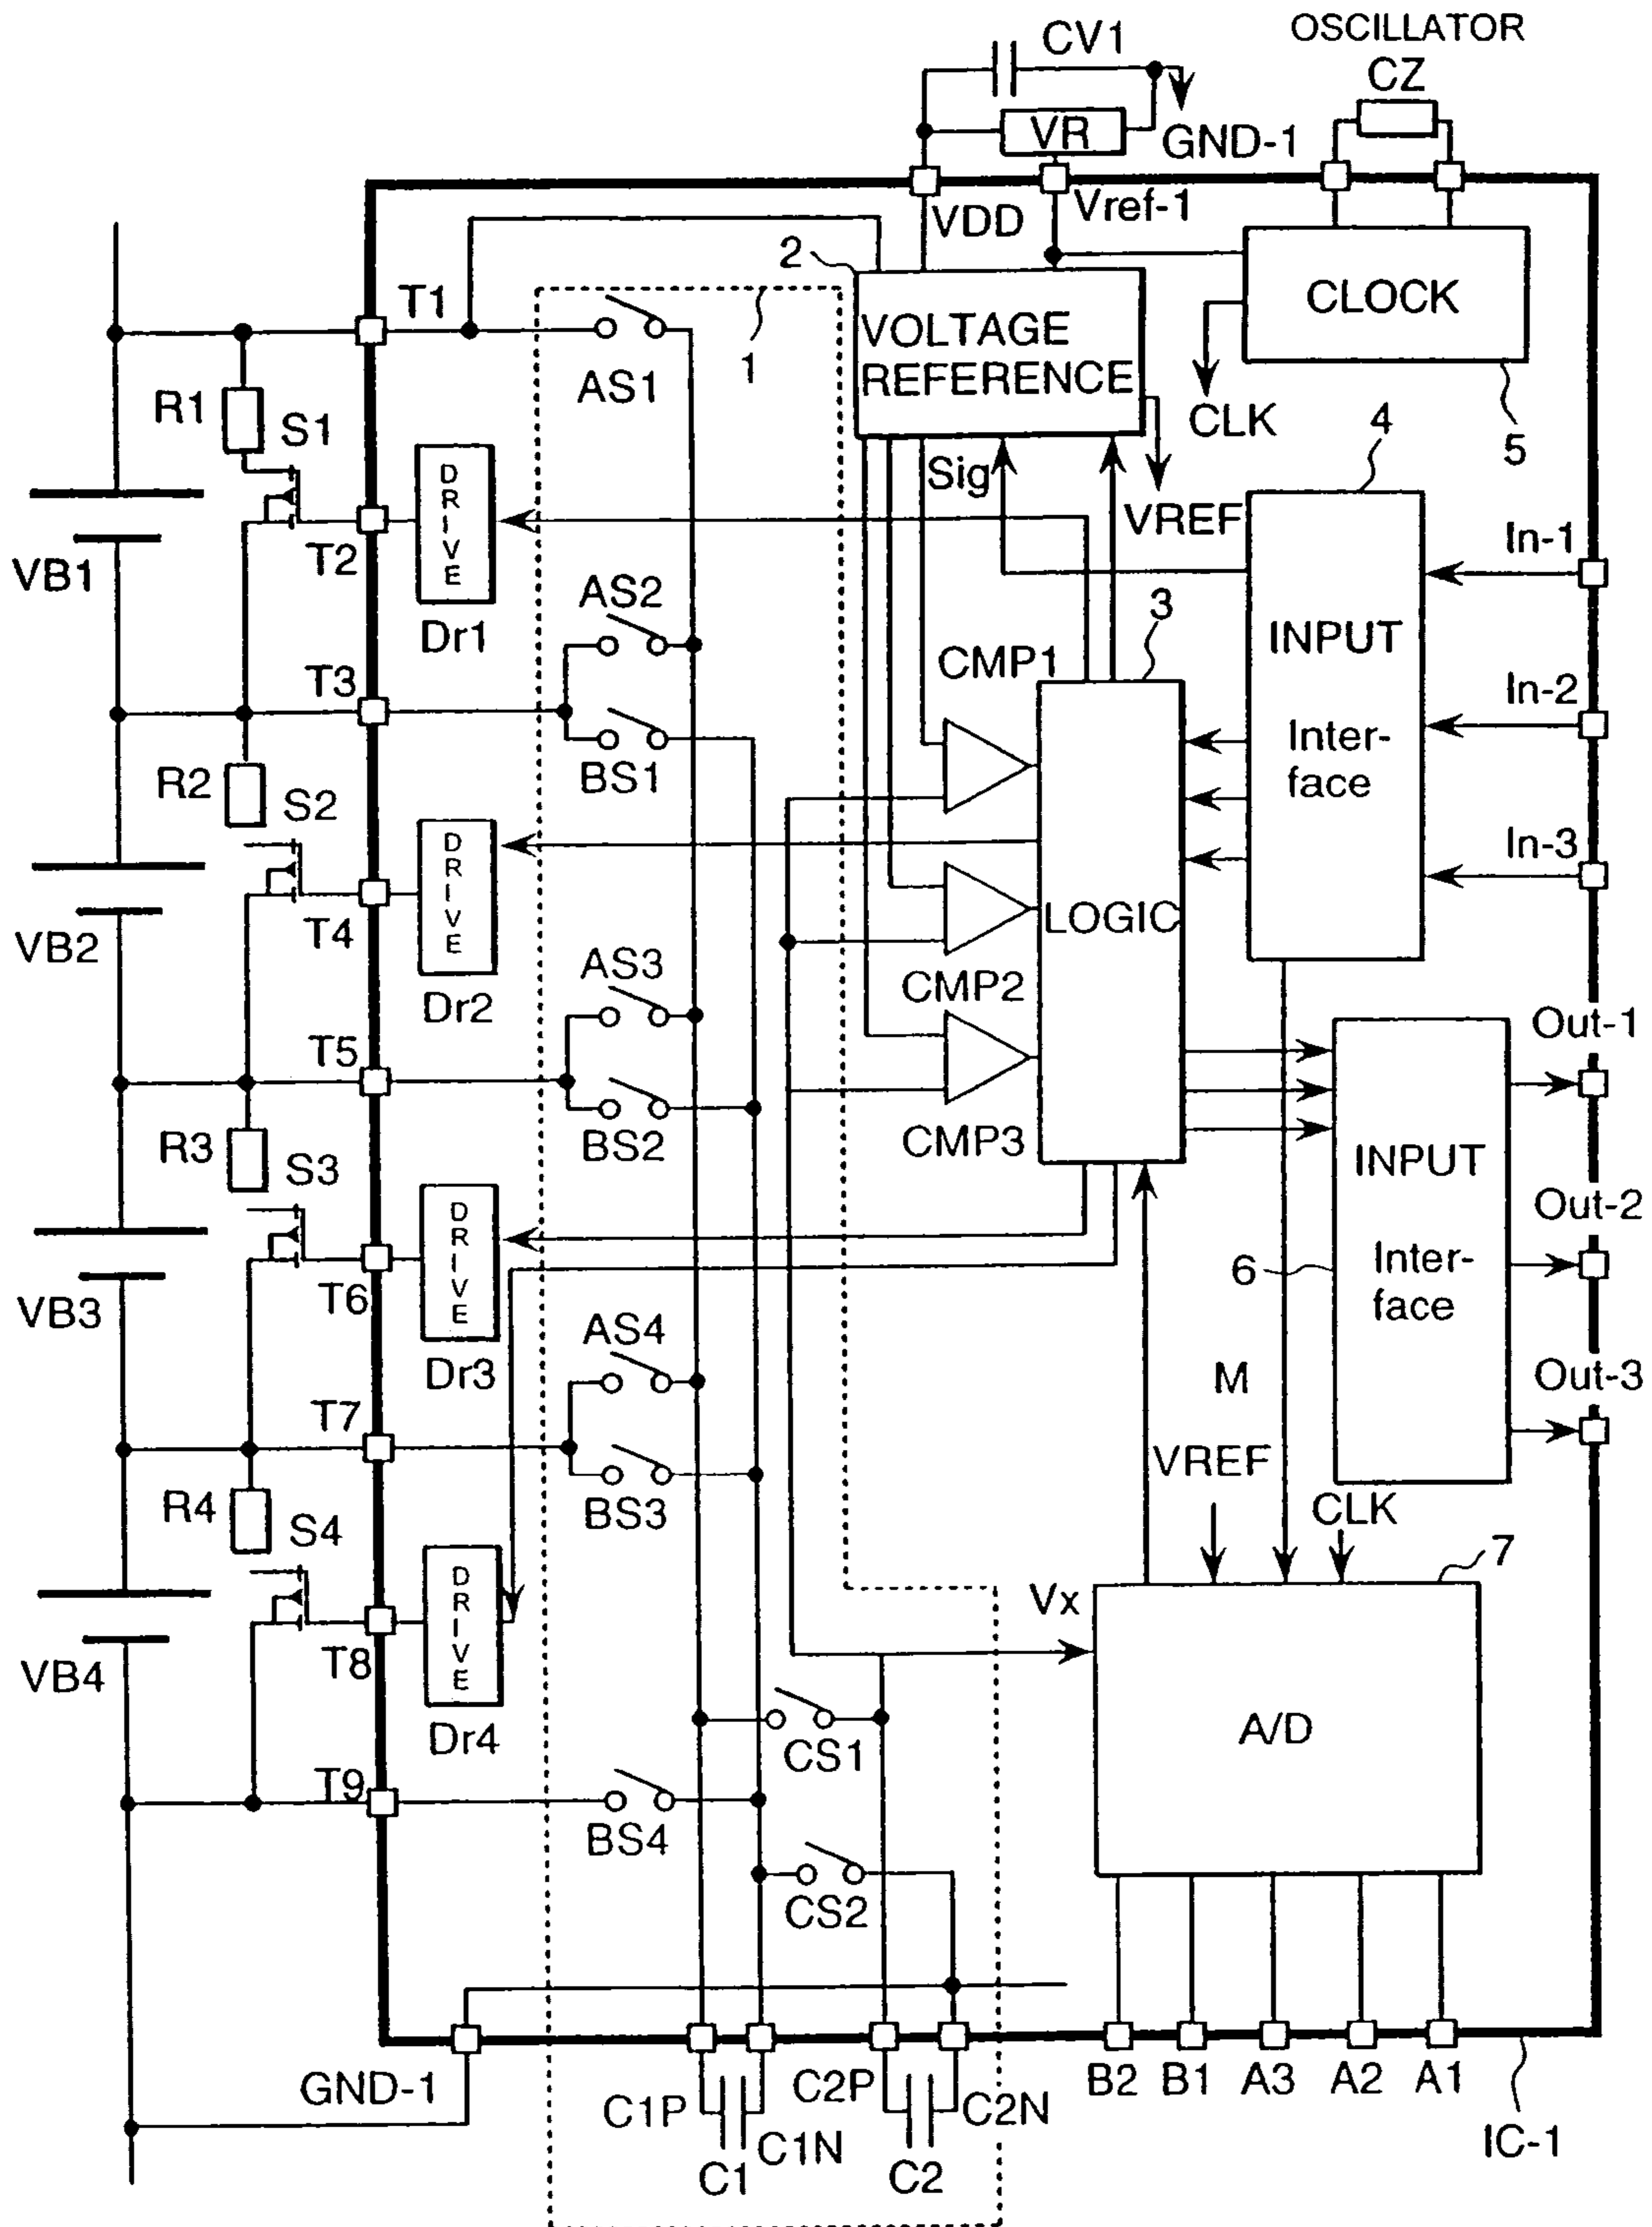 OSCILLATOR
CV1
CZ
VR
GND-1
VDD
Vref-1
2
1
T1
VOLTAGE
REFERENCE
CLOCK
AS1
R1
S1
CLK
4
5
Sig
VREF
DRIVE
T2
In-1
VB1
Dr1
AS2
3
INPUT
CMP1
T3
In-2
Inter-
face
BS1
R2
S2
DRIVE
In-3
T4
LOGIC
VB2
AS3
CMP2
Dr2
Out-1
T5
CMP3
BS2
R3
S3
INPUT
DRIVE
Out-2
Inter-
face
6
T6
VB3
AS4
Dr3
M
Out-3
T7
VREF
BS3
R4
S4
CLK
7
DRIVE
Vx
T8
VB4
A/D
Dr4
CS1
T9
BS4
CS2
GND-1
C1P
C1N
C1
C2P
C2N
C2
B2
B1
A3
A2
A1
IC-1